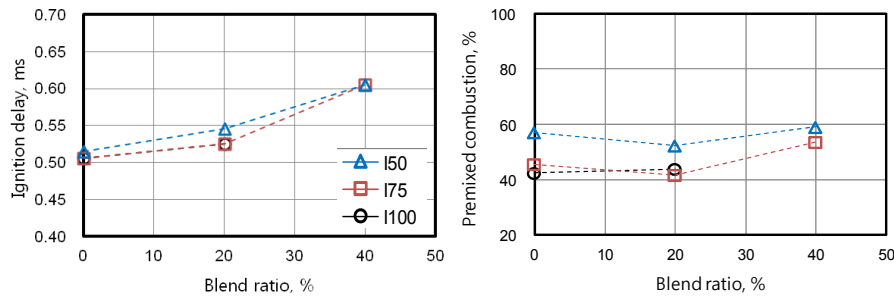 0.70
0.60
0.55
0.50
0.45
0.40
Ignition delay, ms
0 10 20 30 40 50
Blend ratio, %
I50
I75
I100
100
80
60
40
20
Premixed combustion, %
0 10 20 30 40 50
Blend ratio, %